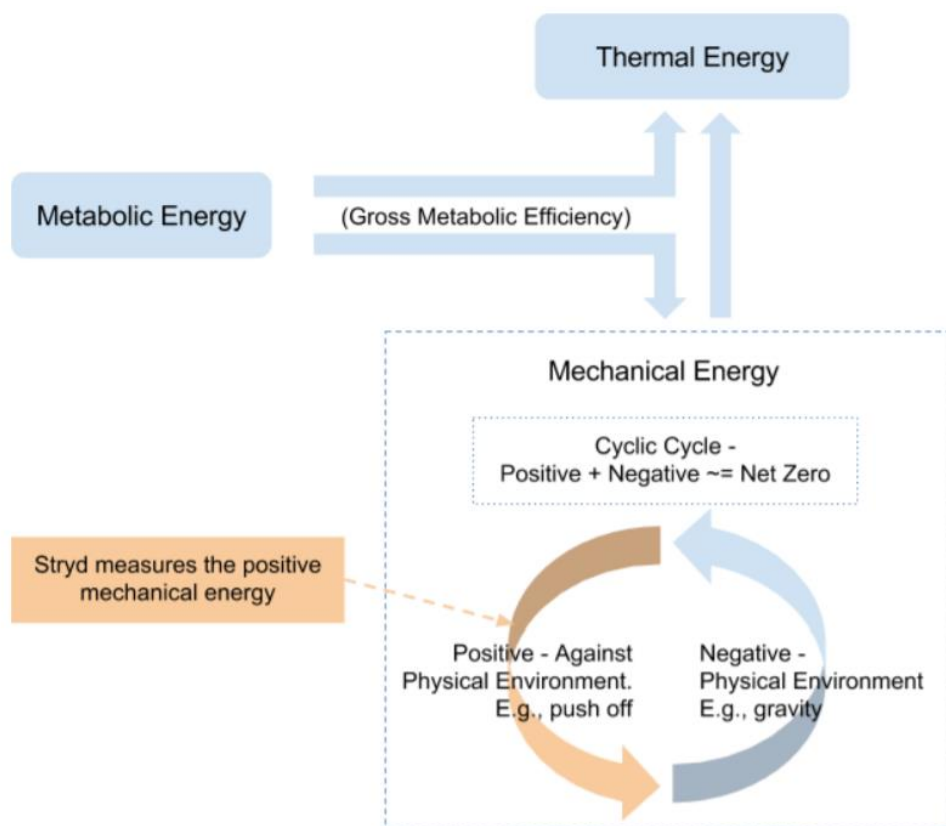 Thermal Energy
Metabolic Energy
(Gross Metabolic Efficiency)
Mechanical Energy
Cyclic Cycle -
Positive + Negative ~= Net Zero
Stryd measures the positive
mechanical energy
Positive - Against
Physical Environment.
E.g., push off
Negative -
Physical Environment
E.g., gravity